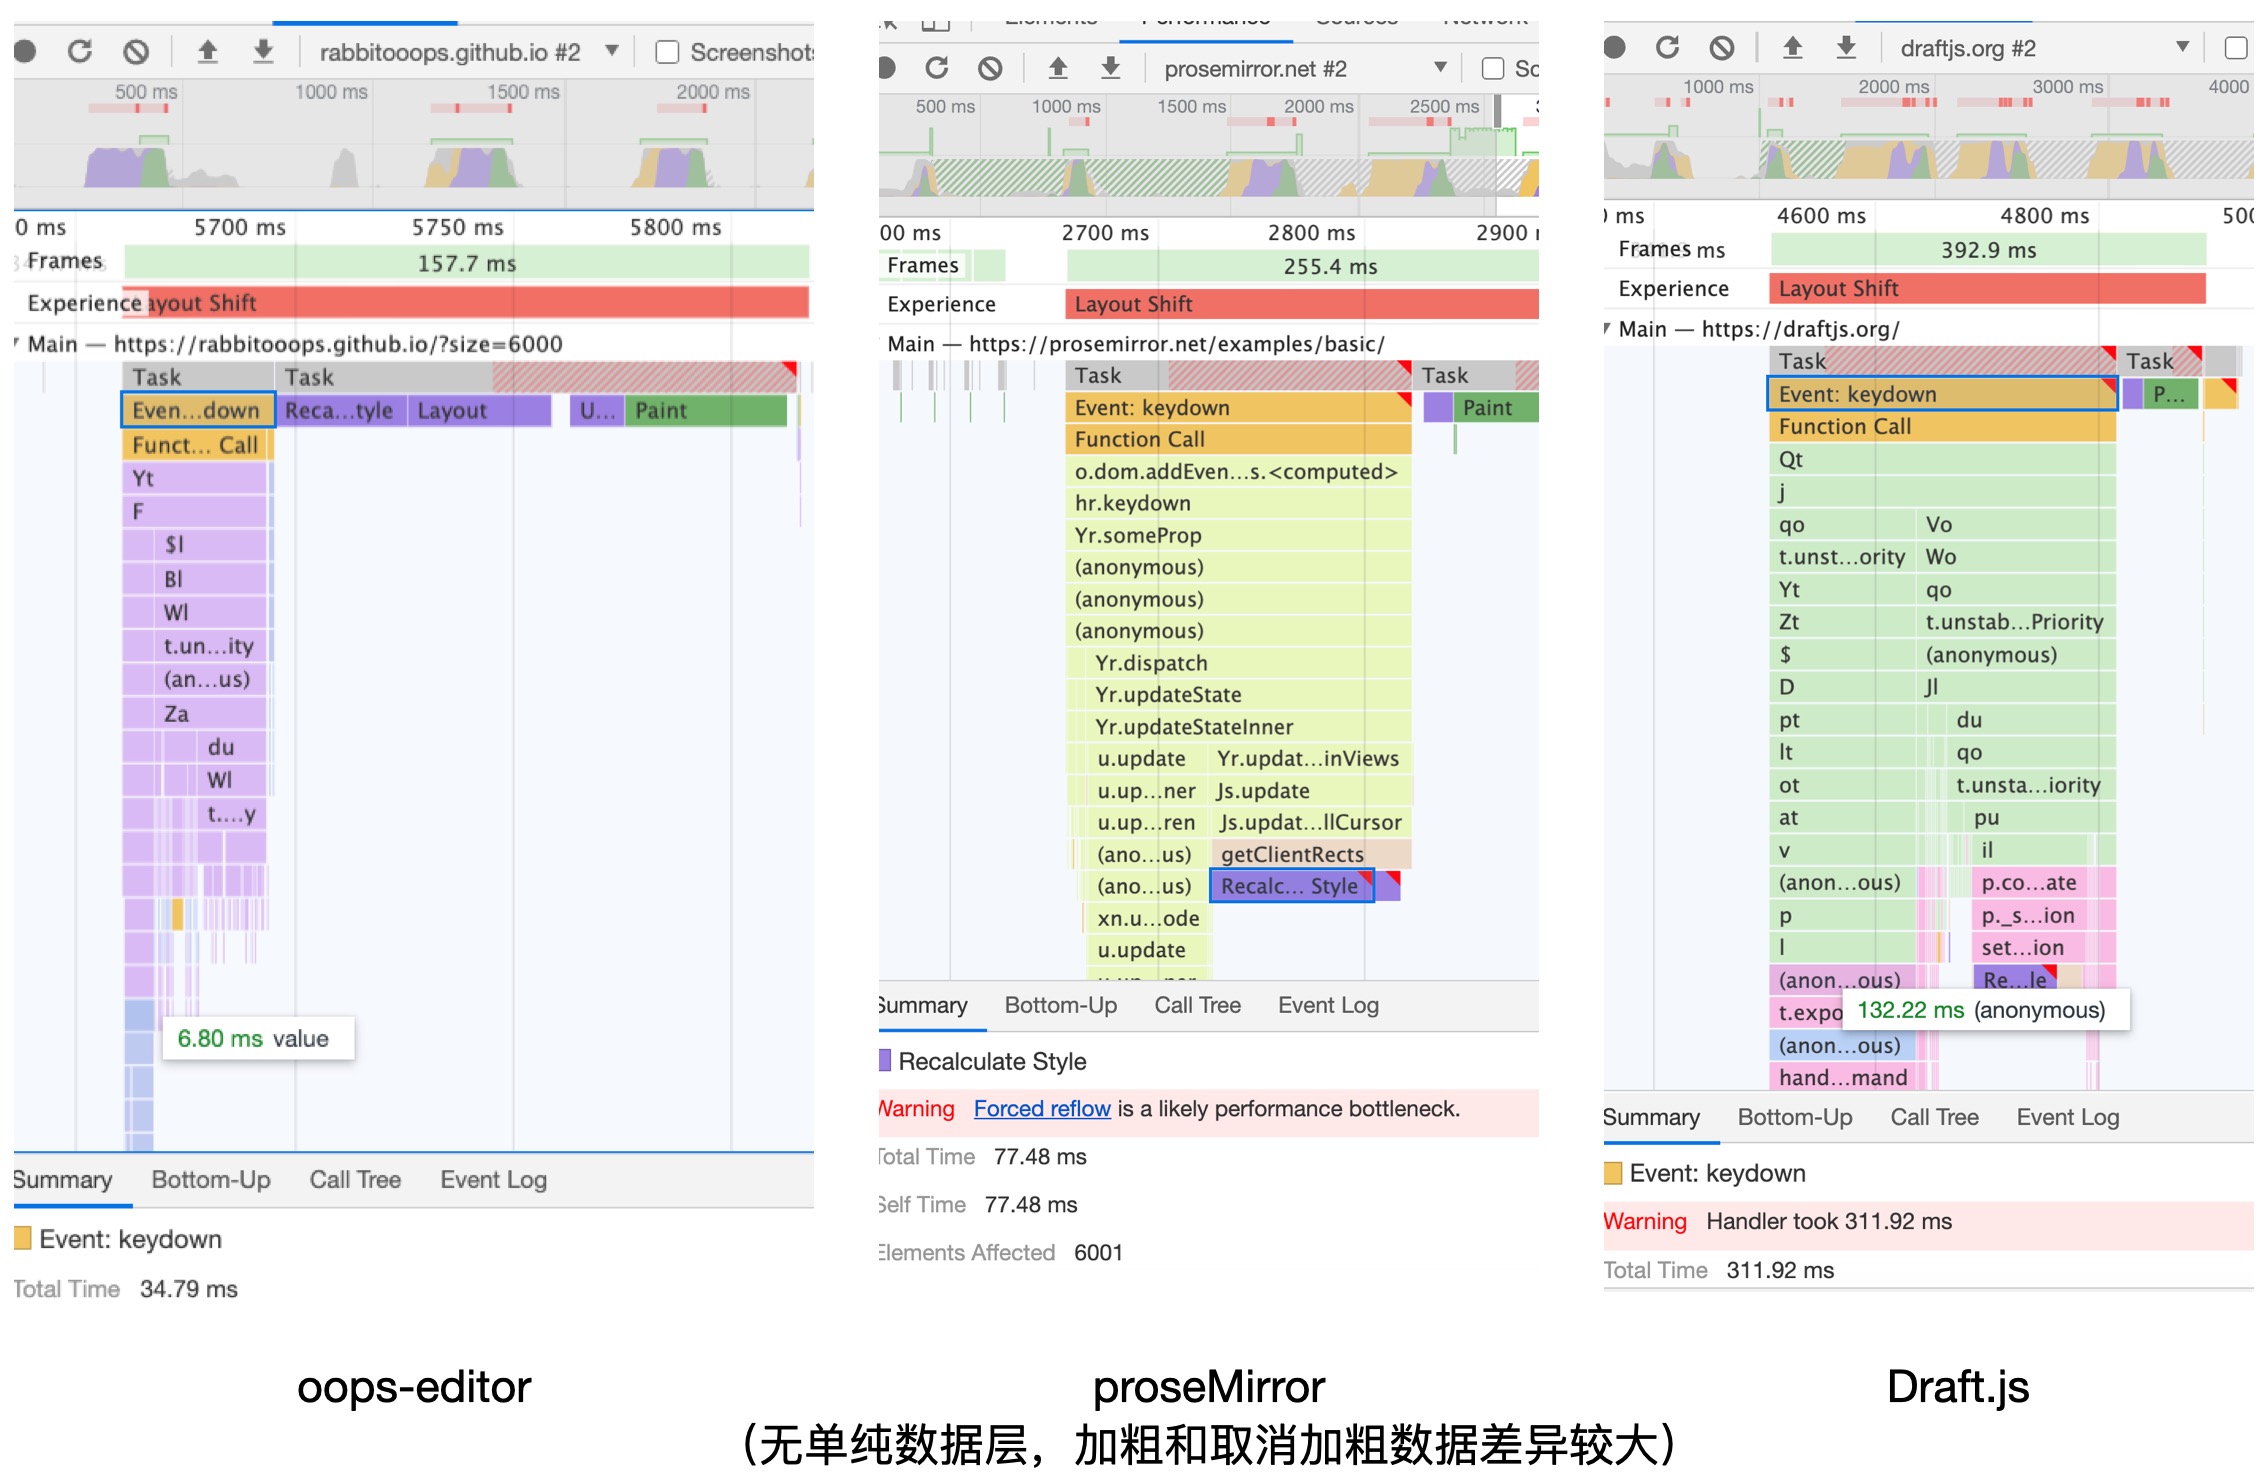 rabbitooops.github.io #2
Screenshot
500 ms
1000 ms
1500 ms
2000 ms
0 ms
5700 ms
5750 ms
5800 ms
Frames
157.7 ms
Experience
ayout Shift
Main — https://rabbitooops.github.io/?size=6000
Task
Task
Even...down
Reca...tyle
Layout
U...
Paint
Funct... Call
Yt
F
$l
Bl
Wl
t.un...ity
(an...us)
Za
du
Wl
t....y
6.80 ms value
Summary
Bottom-Up
Call Tree
Event Log
Event: keydown
Total Time 34.79 ms
oops-editor
Elements
Performance
Sources
Network
prosemirror.net #2
Sc
500 ms
1000 ms
1500 ms
2000 ms
2500 ms
00 ms
2700 ms
2800 ms
2900
Frames
255.4 ms
Experience
Layout Shift
Main — https://prosemirror.net/examples/basic/
Task
Task
Event: keydown
Paint
Function Call
o.dom.addEven...s.<computed>
hr.keydown
Yr.someProp
(anonymous)
(anonymous)
(anonymous)
Yr.dispatch
Yr.updateState
Yr.updateStateInner
u.update
Yr.updat...inViews
u.up...ner
Js.update
u.up...ren
Js.updat...llCursor
(ano...us)
getClientRects
(ano...us)
Recalc... Style
xn.u...ode
u.update
Summary
Bottom-Up
Call Tree
Event Log
Recalculate Style
Warning Forced reflow is a likely performance bottleneck.
Total Time 77.48 ms
Self Time 77.48 ms
Elements Affected 6001
proseMirror
（无单纯数据层，加粗和取消加粗数据差异较大）
draftjs.org #2
1000 ms
2000 ms
3000 ms
4000
ms
4600 ms
4800 ms
500
Frames
ms
392.9 ms
Experience
Layout Shift
Main — https://draftjs.org/
Task
Task
Event: keydown
P...
Function Call
Qt
j
qo
Vo
t.unst...ority
Wo
Yt
qo
Zt
t.unstab...Priority
$
(anonymous)
D
Jl
pt
du
lt
qo
ot
t.unsta...iority
at
pu
v
il
(anon...ous)
p.co...ate
p
p._s...ion
l
set...ion
(anon...ous)
Re...le
t.expo
132.22 ms (anonymous)
(anon...ous)
hand...mand
Summary
Bottom-Up
Call Tree
Event Log
Event: keydown
Warning Handler took 311.92 ms
Total Time 311.92 ms
Draft.js